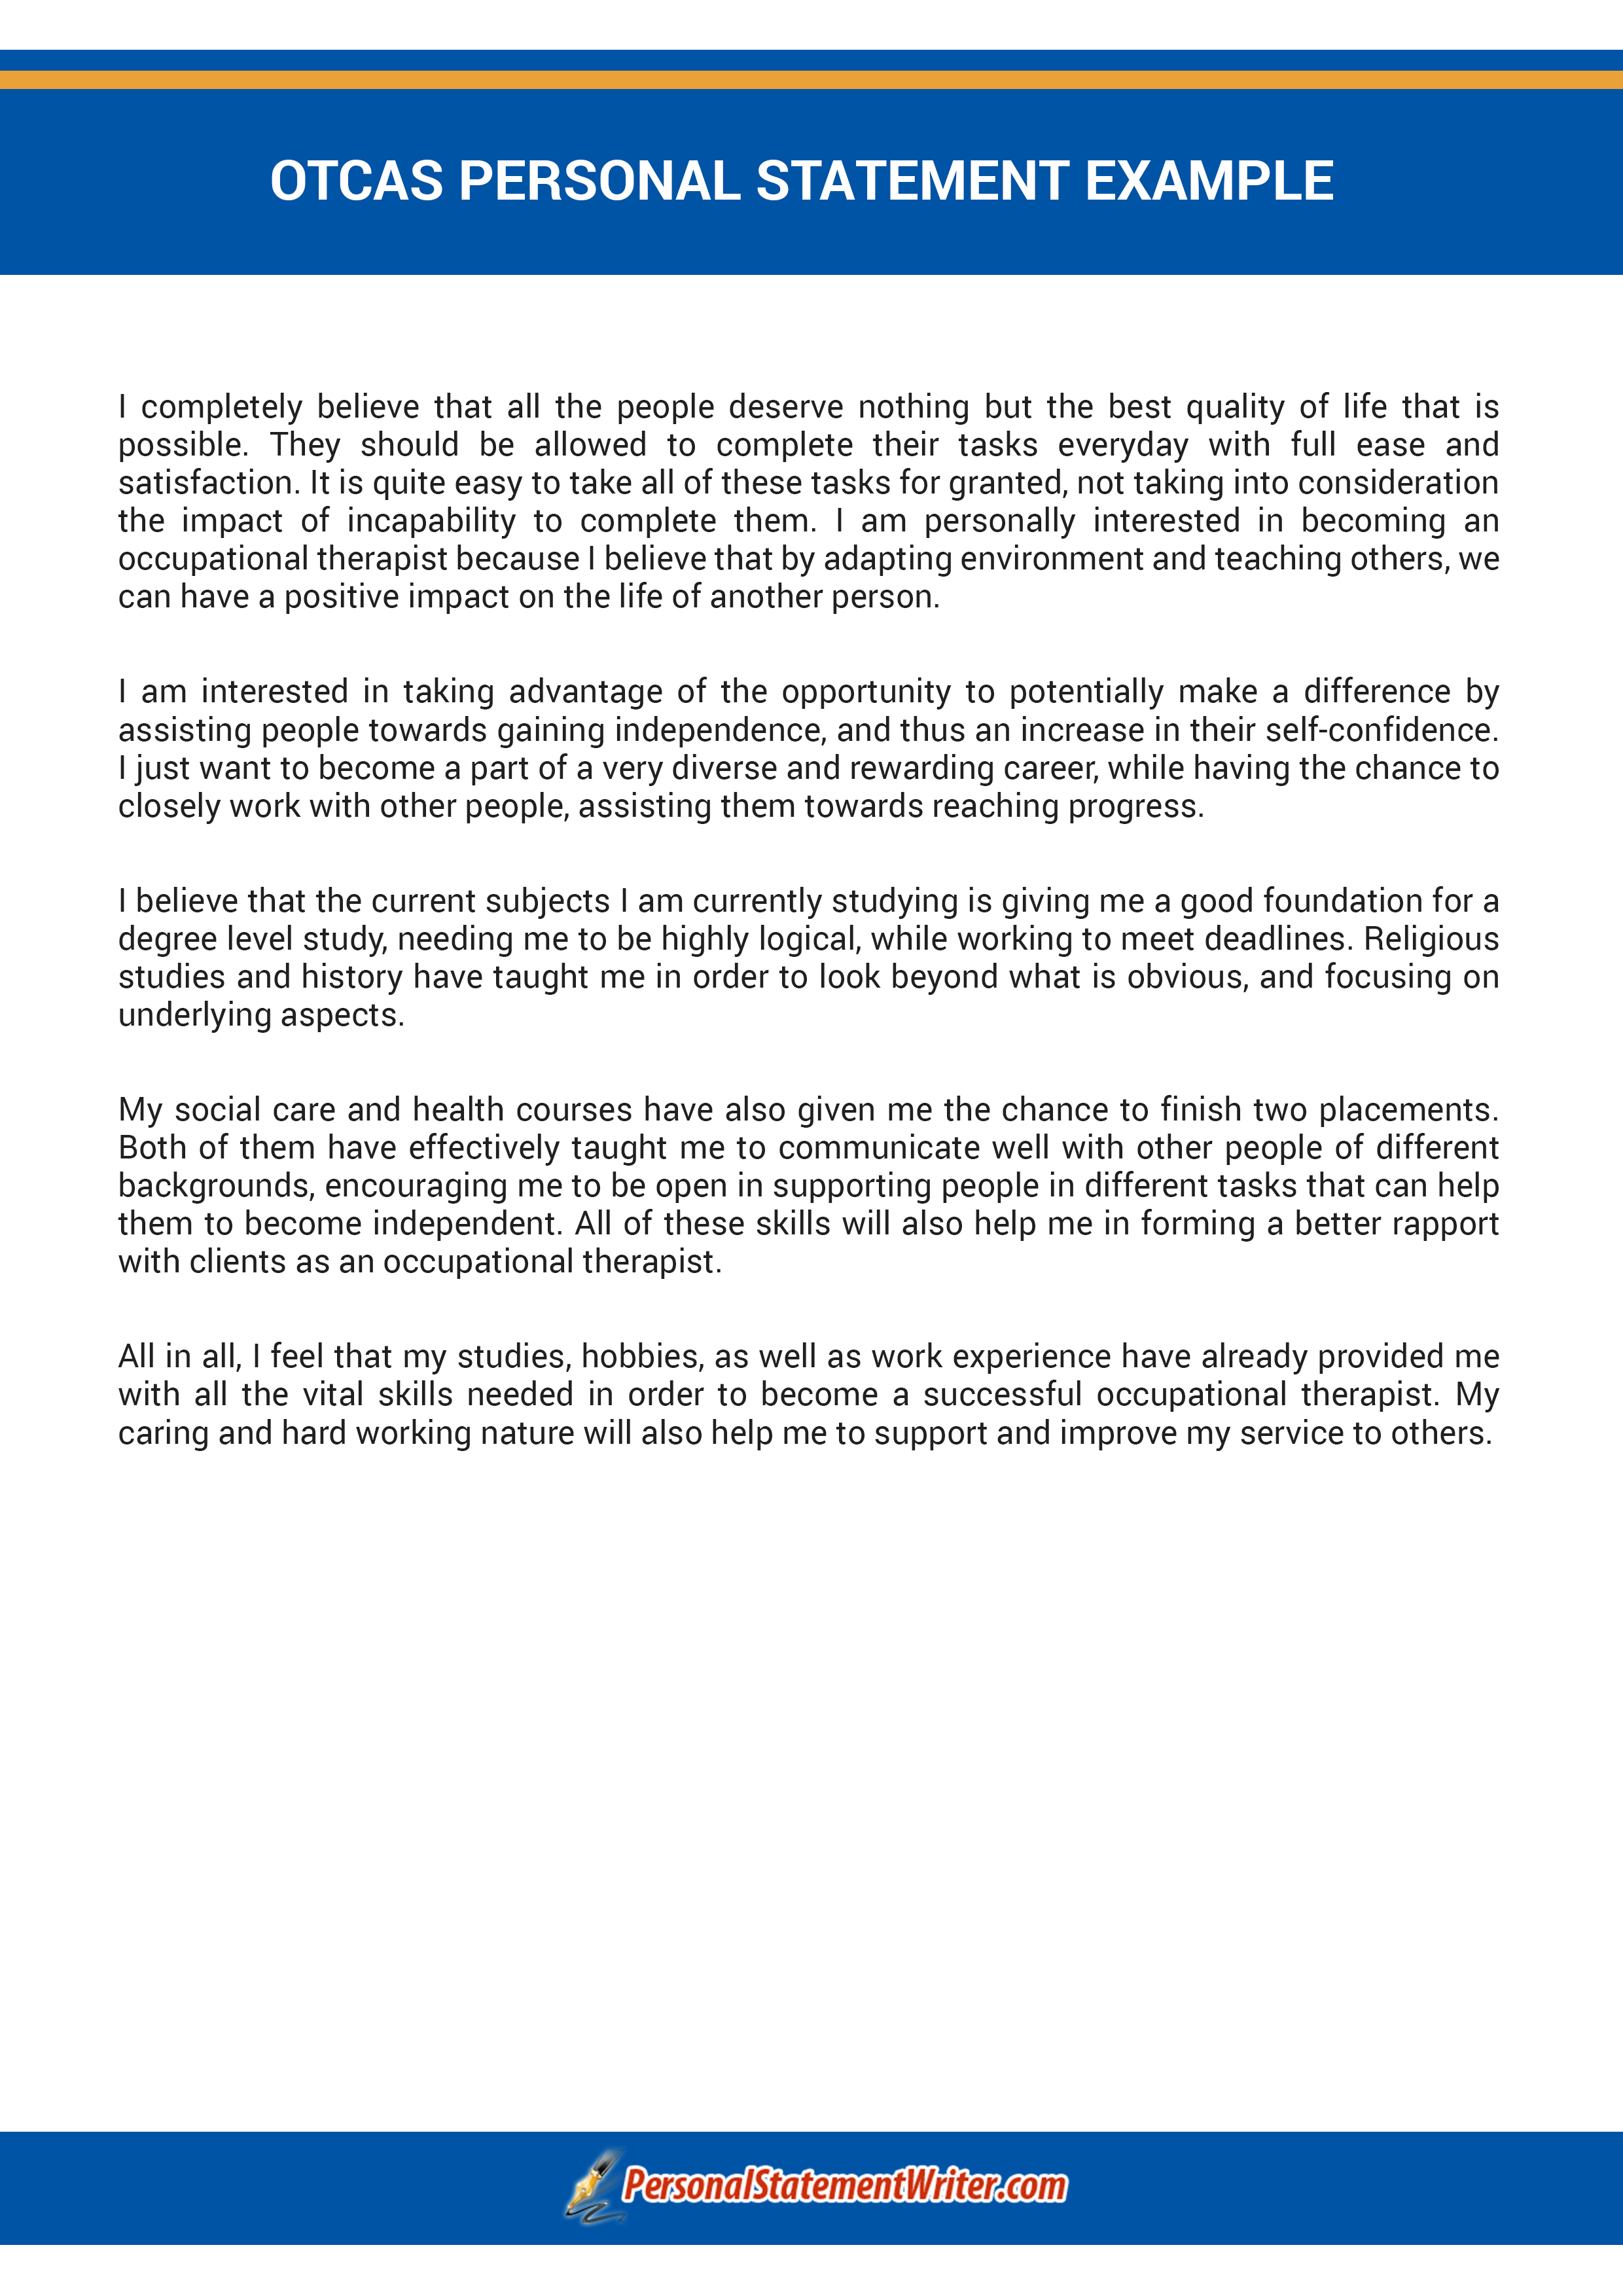 OTCAS PERSONAL STATEMENT EXAMPLE
I completely believe that all the people deserve nothing but the best quality of life that is
possible. They should be allowed to complete their tasks everyday with full ease and
satisfaction. It is quite easy to take all of these tasks for granted, not taking into consideration
the impact of incapability to complete them. I am personally interested in becoming an
occupational therapist because I believe that by adapting environment and teaching others, we
can have a positive impact on the life of another person.
I am interested in taking advantage of the opportunity to potentially make a difference by
assisting people towards gaining independence, and thus an increase in their self-confidence.
I just want to become a part of a very diverse and rewarding career, while having the chance to
closely work with other people, assisting them towards reaching progress.
I believe that the current subjects I am currently studying is giving me a good foundation for a
degree level study, needing me to be highly logical, while working to meet deadlines. Religious
studies and history have taught me in order to look beyond what is obvious, and focusing on
underlying aspects.
My social care and health courses have also given me the chance to finish two placements.
Both of them have effectively taught me to communicate well with other people of different
backgrounds, encouraging me to be open in supporting people in different tasks that can help
them to become independent. All of these skills will also help me in forming a better rapport
with clients as an occupational therapist.
All in all, I feel that my studies, hobbies, as well as work experience have already provided me
with all the vital skills needed in order to become a successful occupational therapist. My
caring and hard working nature will also help me to support and improve my service to others.
PersonalStatementWriter.com